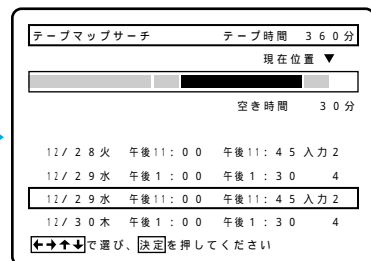 テープマップサーチ テープ時間 360分
現在位置 ▼
空き時間 30分
12/28火 午後11:00 午後11:45 入力2
12/29水 午後1:00 午後1:30 4
12/29水 午後11:00 午後11:45 入力2
12/30木 午後1:00 午後1:30 4
←→↑↓で選び、決定を押してください